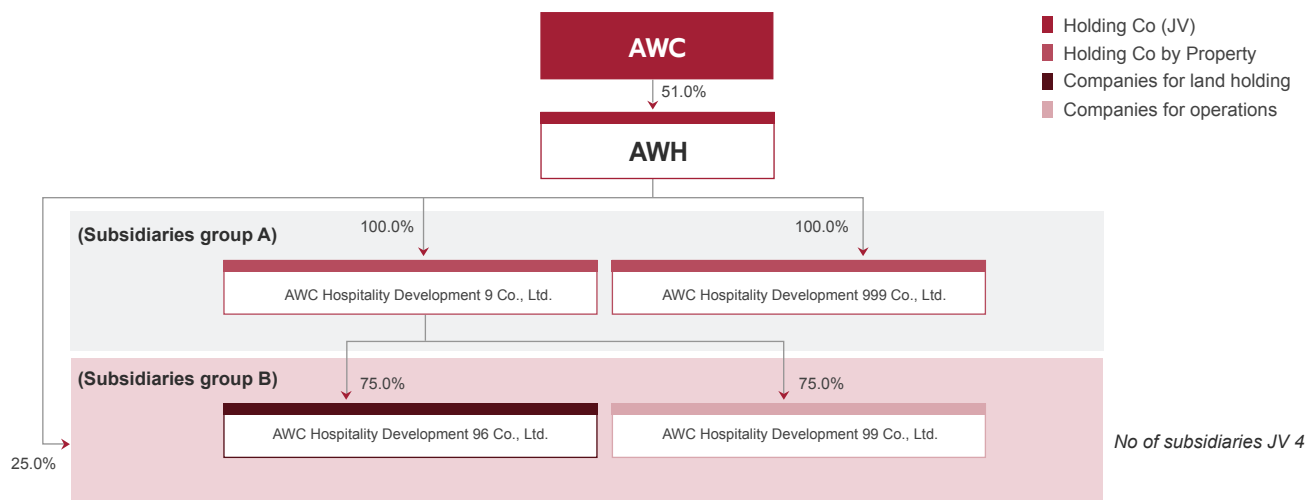 AWC
Holding Co (JV)
Holding Co by Property
Companies for land holding
Companies for operations
51.0%
AWH
(Subsidiaries group A)
100.0%
100.0%
AWC Hospitality Development 9 Co., Ltd.
AWC Hospitality Development 999 Co., Ltd.
(Subsidiaries group B)
75.0%
75.0%
AWC Hospitality Development 96 Co., Ltd.
AWC Hospitality Development 99 Co., Ltd.
No of subsidiaries JV 4
25.0%